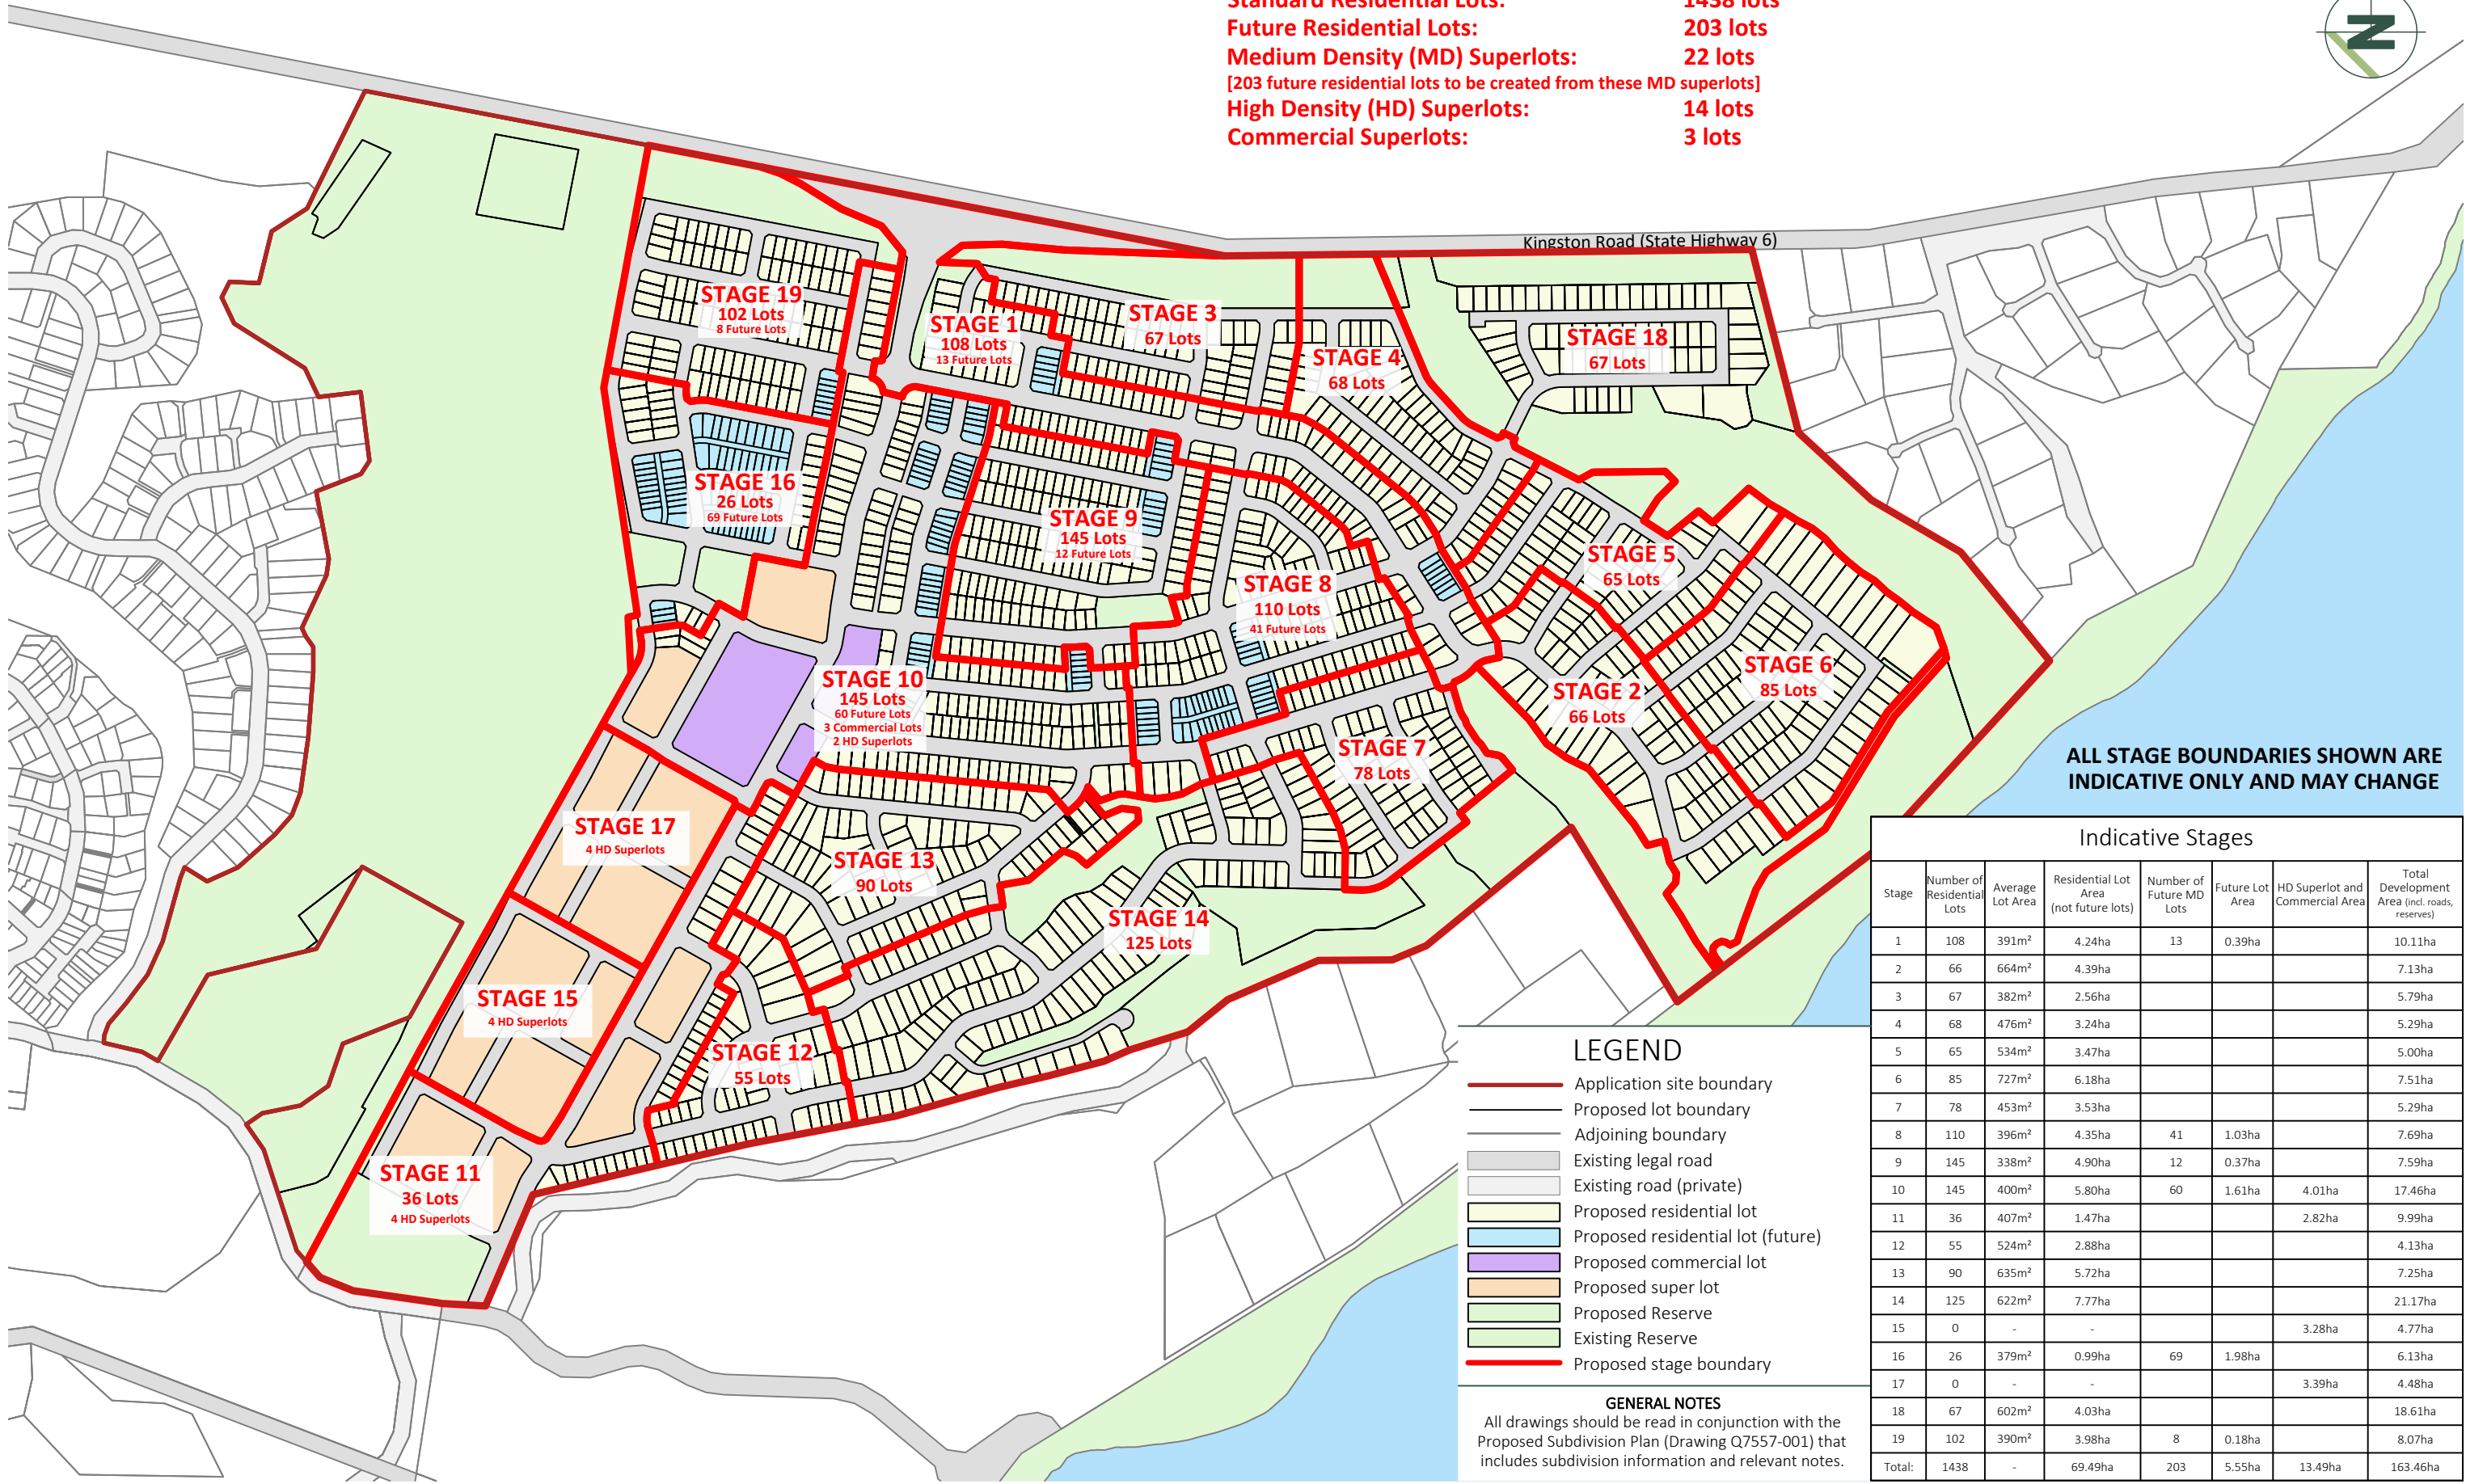 Standard Residential Lots: 1438 lots
Future Residential Lots: 203 lots
Medium Density (MD) Superlots: 22 lots
[203 future residential lots to be created from these MD superlots]
High Density (HD) Superlots: 14 lots
Commercial Superlots: 3 lots
N
Kingston Road (State Highway 6)
STAGE 19
102 Lots
8 Future Lots
STAGE 1
108 Lots
13 Future Lots
STAGE 3
67 Lots
STAGE 4
68 Lots
STAGE 18
67 Lots
STAGE 16
26 Lots
69 Future Lots
STAGE 9
145 Lots
12 Future Lots
STAGE 8
110 Lots
41 Future Lots
STAGE 5
65 Lots
STAGE 6
85 Lots
STAGE 2
66 Lots
STAGE 10
145 Lots
60 Future Lots
3 Commercial Lots
2 HD Superlots
STAGE 7
78 Lots
STAGE 17
4 HD Superlots
STAGE 13
90 Lots
STAGE 14
125 Lots
STAGE 15
4 HD Superlots
STAGE 12
55 Lots
STAGE 11
36 Lots
4 HD Superlots
ALL STAGE BOUNDARIES SHOWN ARE
INDICATIVE ONLY AND MAY CHANGE
LEGEND
Application site boundary
Proposed lot boundary
Adjoining boundary
Existing legal road
Existing road (private)
Proposed residential lot
Proposed residential lot (future)
Proposed commercial lot
Proposed super lot
Proposed Reserve
Existing Reserve
Proposed stage boundary
GENERAL NOTES
All drawings should be read in conjunction with the
Proposed Subdivision Plan (Drawing Q7557-001) that
includes subdivision information and relevant notes.
Indicative Stages
Stage Number of Residential Lots Average Lot Area Residential Lot Area (not future lots) Number of Future MD Lots Future Lot Area HD Superlot and Commercial Area Total Development Area (incl. roads, reserves)
1 108 391m² 4.24ha 13 0.39ha 10.11ha
2 66 664m² 4.39ha 7.13ha
3 67 382m² 2.56ha 5.79ha
4 68 476m² 3.24ha 5.29ha
5 65 534m² 3.47ha 5.00ha
6 85 727m² 6.18ha 7.51ha
7 78 453m² 3.53ha 5.29ha
8 110 396m² 4.35ha 41 1.03ha 7.69ha
9 145 338m² 4.90ha 12 0.37ha 7.59ha
10 145 400m² 5.80ha 60 1.61ha 4.01ha 17.46ha
11 36 407m² 1.47ha 2.82ha 9.99ha
12 55 524m² 2.88ha 4.13ha
13 90 635m² 5.72ha 7.25ha
14 125 622m² 7.77ha 21.17ha
15 0 - - 3.28ha 4.77ha
16 26 379m² 0.99ha 69 1.98ha 6.13ha
17 0 - - 3.39ha 4.48ha
18 67 602m² 4.03ha 18.61ha
19 102 390m² 3.98ha 8 0.18ha 8.07ha
Total: 1438 - 69.49ha 203 5.55ha 13.49ha 163.46ha